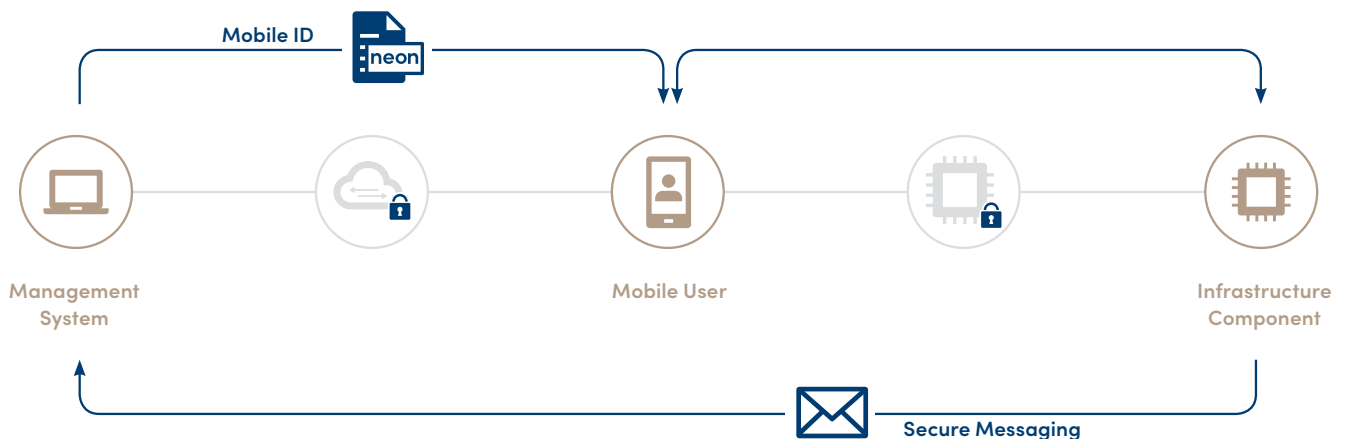 Mobile ID
neon
Management
System
Mobile User
Infrastructure
Component
Secure Messaging